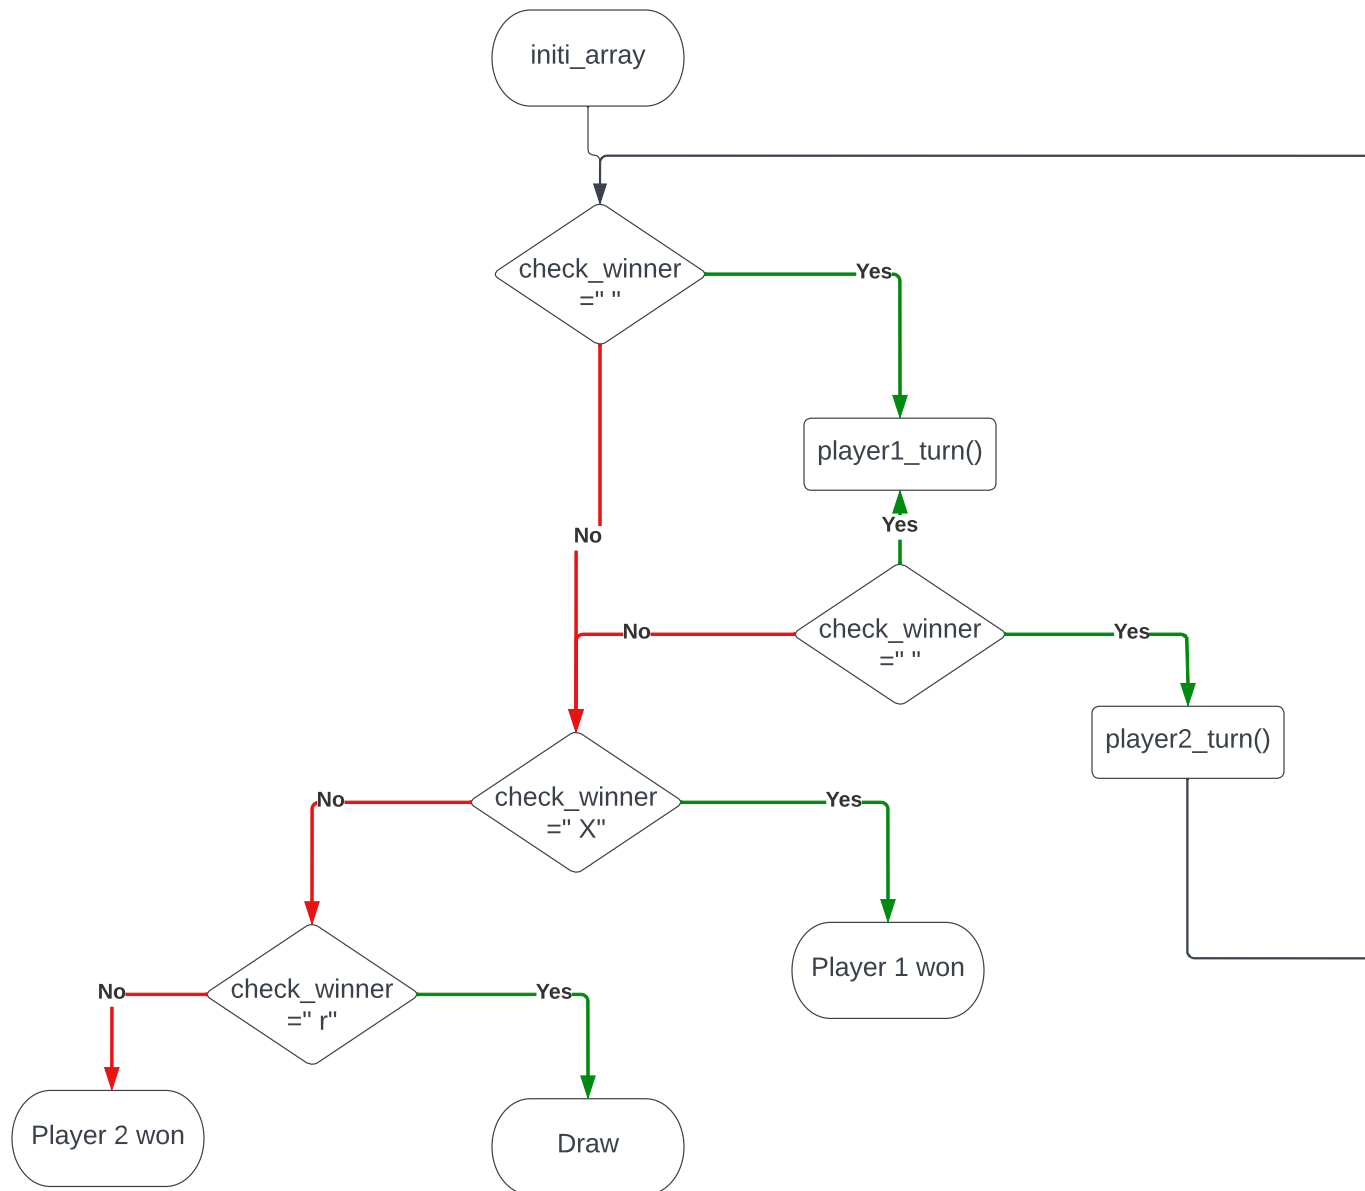 initi_array
check_winner
=" "
Yes
player1_turn()
Yes
No
check_winner
=" "
No
Yes
player2_turn()
check_winner
=" X"
No
Yes
Player 1 won
check_winner
=" r"
No
Yes
Player 2 won
Draw